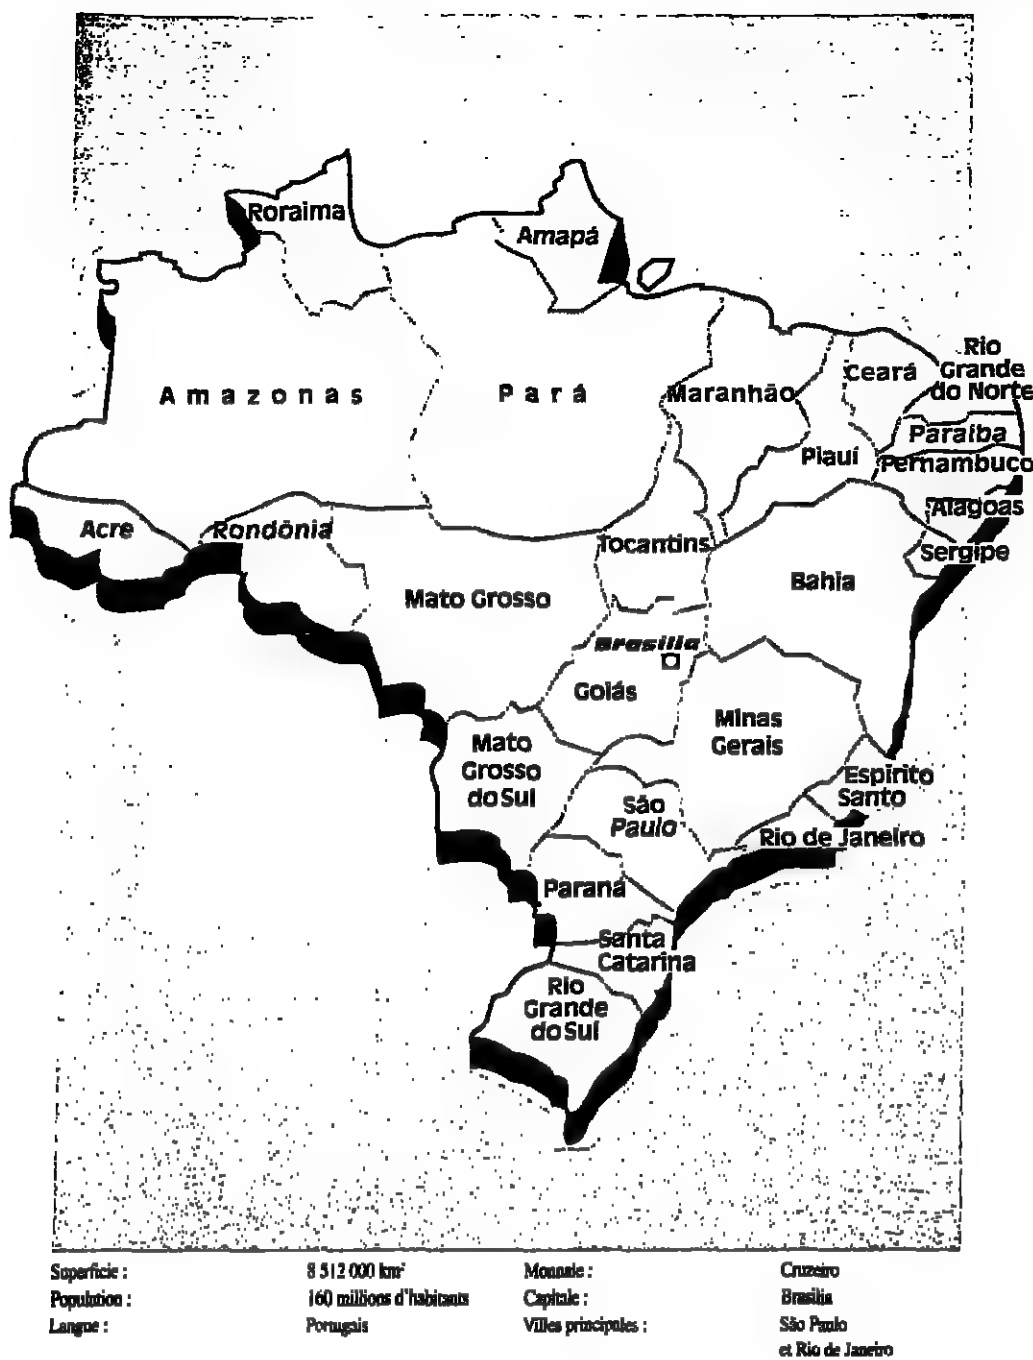 Roraima
Amapá
Rio
Grande
do Norte
Ceará
Amazonas
Pará
Maranhão
Paraíba
Piauí
Pernambuco
Alagoas
Acre
Rondônia
Tocantins
Sergipe
Bahia
Mato Grosso
Brasilia
Goiás
Minas
Gerais
Mato
Grosso
do Sul
Espirito
Santo
São
Paulo
Rio de Janeiro
Paraná
Santa
Catarina
Rio
Grande
do Sul
Superficie : 8 512 000 km² Monnaie : Cruzeiro
Population : 160 millions d'habitants Capitale : Brasilia
Langue : Portugais Villes principales : São Paulo
et Rio de Janeiro